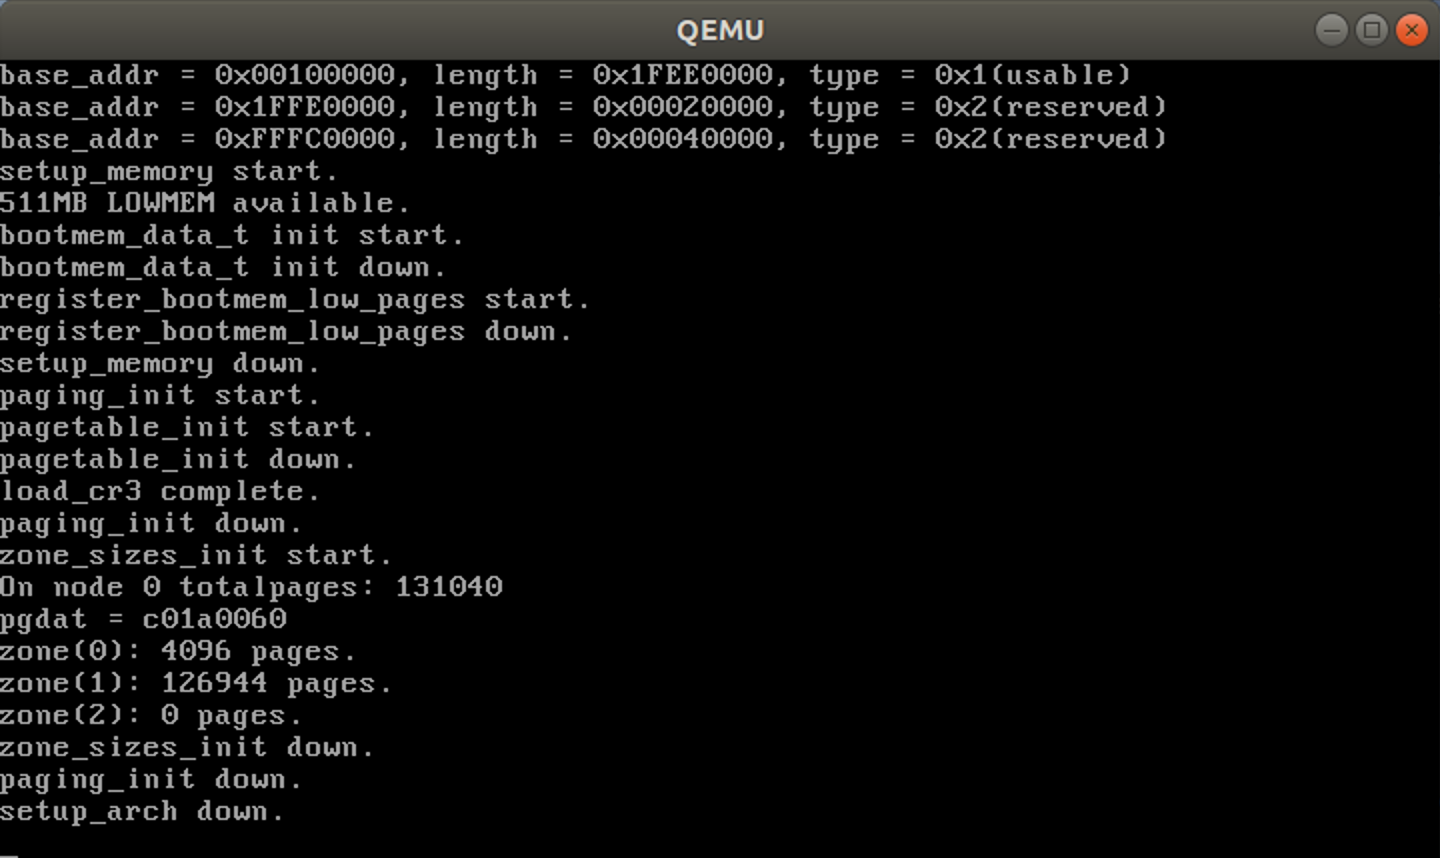 QEMU
base_addr = 0x00100000, length = 0x1FEE0000, type = 0x1(usable)
base_addr = 0x1FFE0000, length = 0x00020000, type = 0x2(reserved)
base_addr = 0xFFFC0000, length = 0x00040000, type = 0x2(reserved)
setup_memory start.
511MB LOWMEM available.
bootmem_data_t init start.
bootmem_data_t init down.
register_bootmem_low_pages start.
register_bootmem_low_pages down.
setup_memory down.
paging_init start.
pagetable_init start.
pagetable_init down.
load_cr3 complete.
paging_init down.
zone_sizes_init start.
On node 0 totalpages: 131040
pgdat = c01a0060
zone(0): 4096 pages.
zone(1): 126944 pages.
zone(2): 0 pages.
zone_sizes_init down.
paging_init down.
setup_arch down.